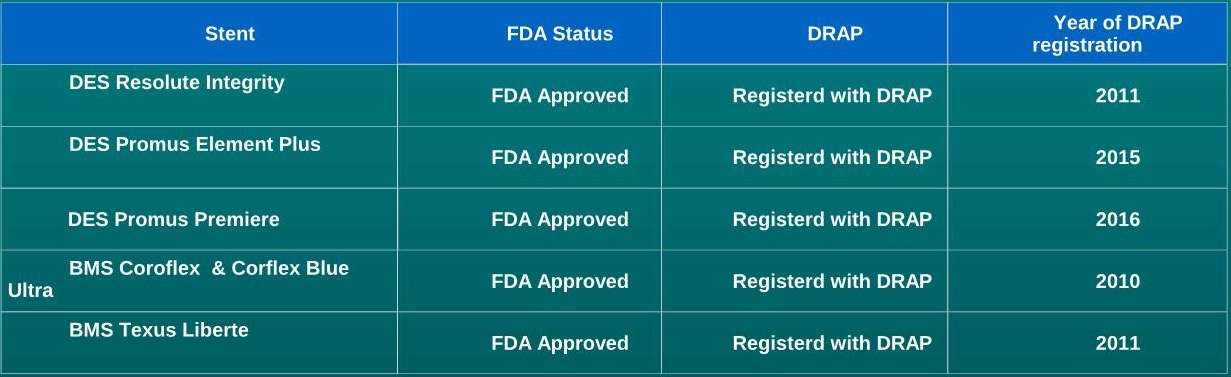 Stent FDA Status DRAP Year of DRAP
registration
DES Resolute Integrity FDA Approved Registerd with DRAP 2011
DES Promus Element Plus FDA Approved Registerd with DRAP 2015
DES Promus Premiere FDA Approved Registerd with DRAP 2016
BMS Coroflex & Corflex Blue
Ultra FDA Approved Registerd with DRAP 2010
BMS Texus Liberte FDA Approved Registerd with DRAP 2011